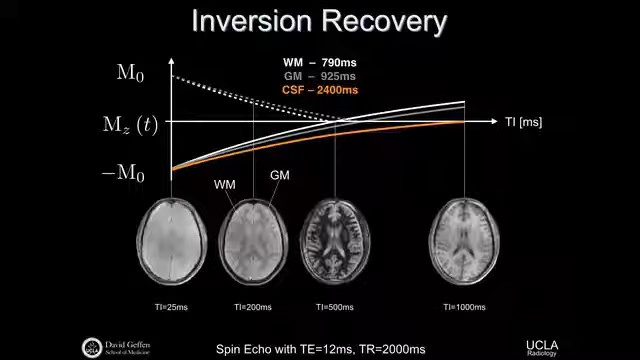 Inversion Recovery
WM – 790ms
GM – 925ms
CSF – 2400ms
M0
Mz (t)
−M0
TI [ms]
WM
GM
TI=25ms
TI=200ms
TI=500ms
TI=1000ms
UCLA
David Geffen
School of Medicine
Spin Echo with TE=12ms, TR=2000ms
UCLA
Radiology